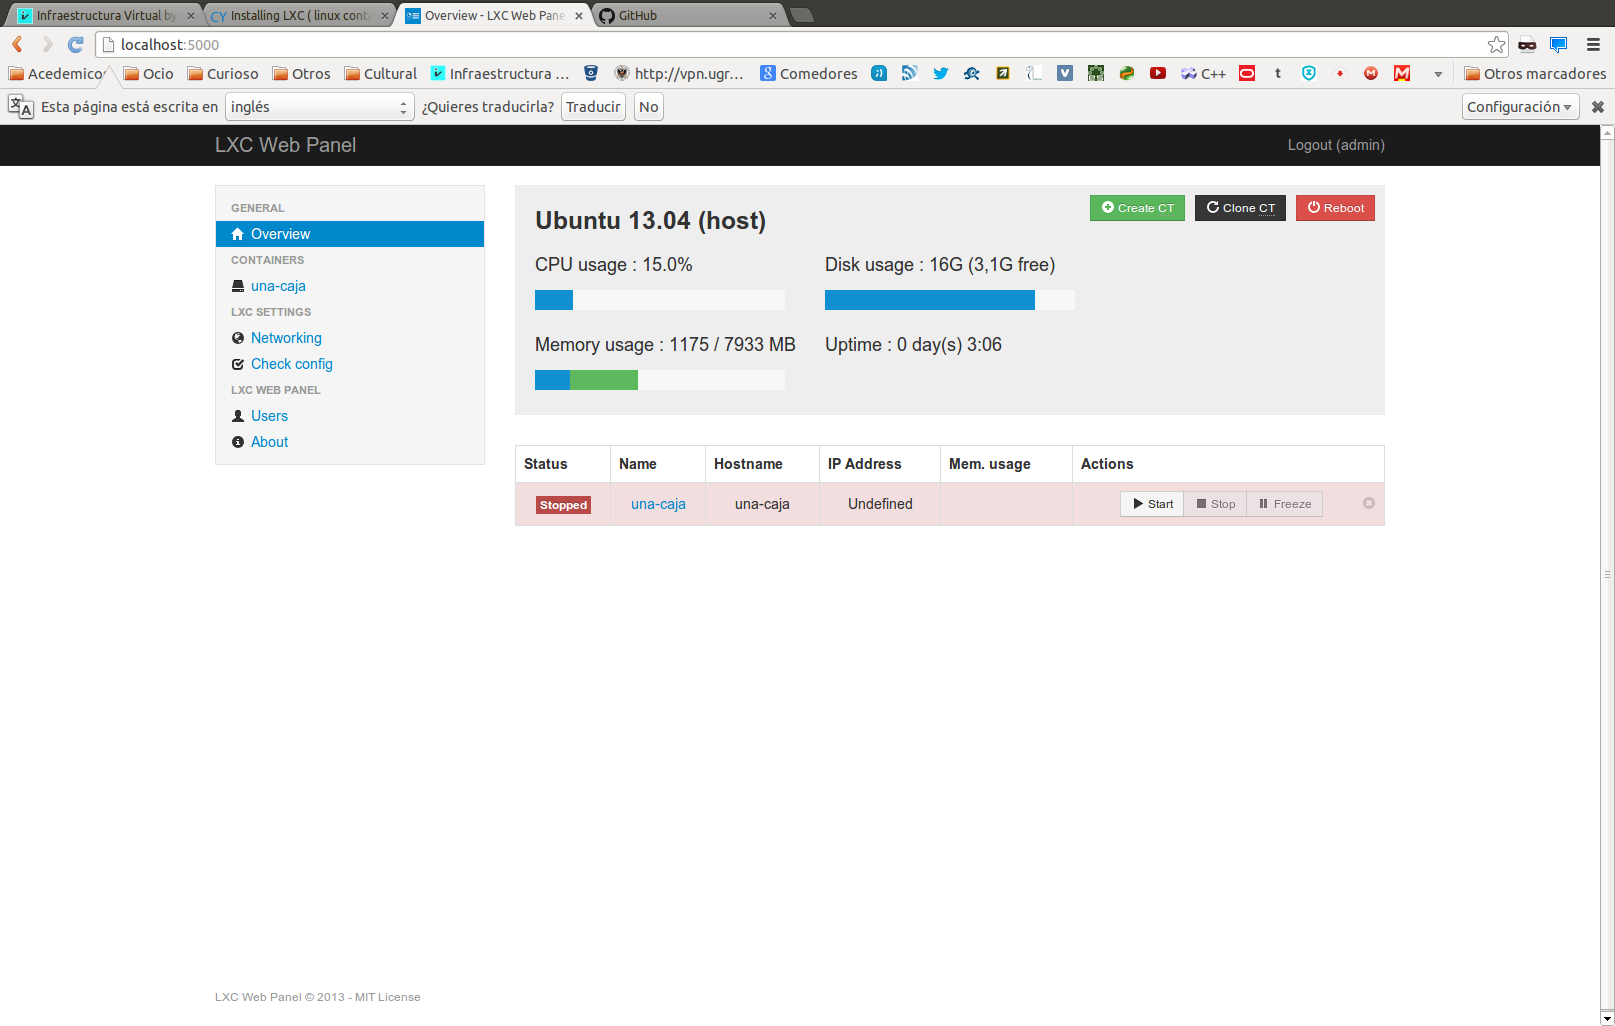 Infraestructura Virtual by
Installing LXC ( linux conta
Overview - LXC Web Pane
GitHub
localhost:5000
Acedemico
Ocio
Curioso
Otros
Cultural
Infraestructura ...
http://vpn.ugr...
Comedores
C++
Otros marcadores
Esta página está escrita en
inglés
¿Quieres traducirla?
Traducir
No
Configuración
LXC Web Panel
Logout (admin)
GENERAL
Overview
CONTAINERS
una-caja
LXC SETTINGS
Networking
Check config
LXC WEB PANEL
Users
About
Ubuntu 13.04 (host)
Create CT
Clone CT
Reboot
CPU usage : 15.0%
Disk usage : 16G (3,1G free)
Memory usage : 1175 / 7933 MB
Uptime : 0 day(s) 3:06
Status Name Hostname IP Address Mem. usage Actions
Stopped una-caja una-caja Undefined Start Stop Freeze
LXC Web Panel © 2013 - MIT License